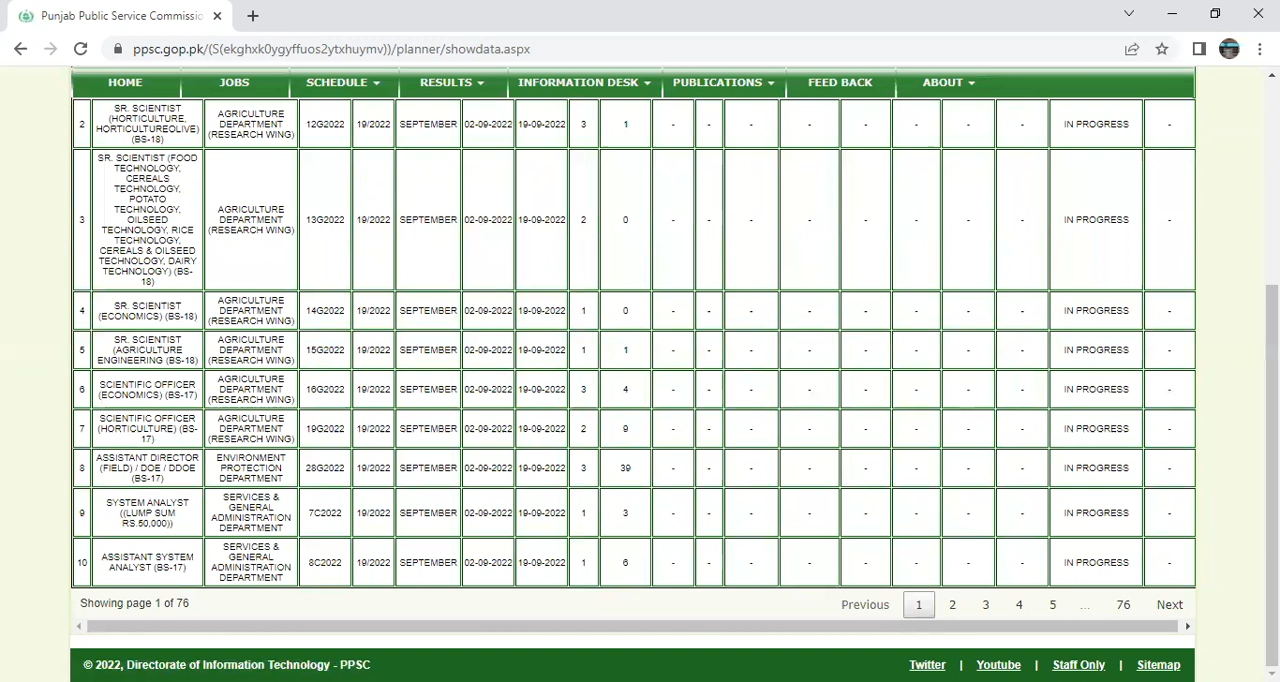 Punjab Public Service Commissio
ppsc.gop.pk/(S(ekghxk0ygyffuos2ytxhuymv))/planner/showdata.aspx
HOME JOBS SCHEDULE RESULTS INFORMATION DESK PUBLICATIONS FEED BACK ABOUT
2 SR. SCIENTIST (HORTICULTURE, HORTICULTUREOLIVE) (BS-18) AGRICULTURE DEPARTMENT (RESEARCH WING) 12G2022 19/2022 SEPTEMBER 02-09-2022 19-09-2022 3 1 - - - - - - - - IN PROGRESS -
3 SR. SCIENTIST (FOOD TECHNOLOGY, CEREALS TECHNOLOGY, POTATO TECHNOLOGY, OILSEED TECHNOLOGY, RICE TECHNOLOGY, CEREALS & OILSEED TECHNOLOGY, DAIRY TECHNOLOGY) (BS-18) AGRICULTURE DEPARTMENT (RESEARCH WING) 13G2022 19/2022 SEPTEMBER 02-09-2022 19-09-2022 2 0 - - - - - - - - IN PROGRESS -
4 SR. SCIENTIST (ECONOMICS) (BS-18) AGRICULTURE DEPARTMENT (RESEARCH WING) 14G2022 19/2022 SEPTEMBER 02-09-2022 19-09-2022 1 0 - - - - - - - - IN PROGRESS -
5 SR. SCIENTIST (AGRICULTURE ENGINEERING (BS-18) AGRICULTURE DEPARTMENT (RESEARCH WING) 15G2022 19/2022 SEPTEMBER 02-09-2022 19-09-2022 1 1 - - - - - - - - IN PROGRESS -
6 SCIENTIFIC OFFICER (ECONOMICS) (BS-17) AGRICULTURE DEPARTMENT (RESEARCH WING) 16G2022 19/2022 SEPTEMBER 02-09-2022 19-09-2022 3 4 - - - - - - - - IN PROGRESS -
7 SCIENTIFIC OFFICER (HORTICULTURE) (BS-17) AGRICULTURE DEPARTMENT (RESEARCH WING) 19G2022 19/2022 SEPTEMBER 02-09-2022 19-09-2022 2 9 - - - - - - - - IN PROGRESS -
8 ASSISTANT DIRECTOR (FIELD) / DOE / DDOE (BS-17) ENVIRONMENT PROTECTION DEPARTMENT 28G2022 19/2022 SEPTEMBER 02-09-2022 19-09-2022 3 39 - - - - - - - - IN PROGRESS -
9 SYSTEM ANALYST ((LUMP SUM RS.50,000)) SERVICES & GENERAL ADMINISTRATION DEPARTMENT 7C2022 19/2022 SEPTEMBER 02-09-2022 19-09-2022 1 3 - - - - - - - - IN PROGRESS -
10 ASSISTANT SYSTEM ANALYST (BS-17) SERVICES & GENERAL ADMINISTRATION DEPARTMENT 8C2022 19/2022 SEPTEMBER 02-09-2022 19-09-2022 1 6 - - - - - - - - IN PROGRESS -
Showing page 1 of 76 Previous 1 2 3 4 5 ... 76 Next
© 2022, Directorate of Information Technology - PPSC Twitter | Youtube | Staff Only | Sitemap